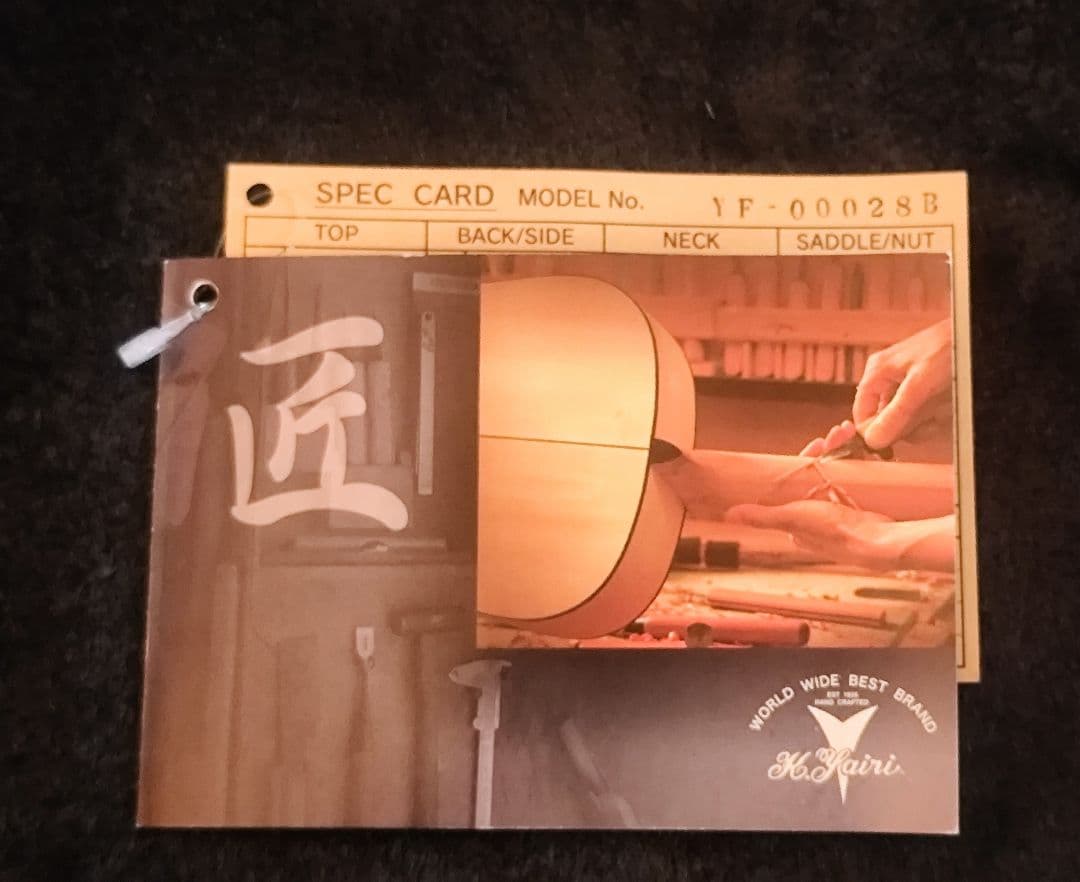 SPEC CARD MODEL No. YF-00028B
TOP BACK/SIDE NECK SADDLE/NUT
匠
WORLD WIDE BEST BRAND
EST 1935
HAND CRAFTED
K.Yairi